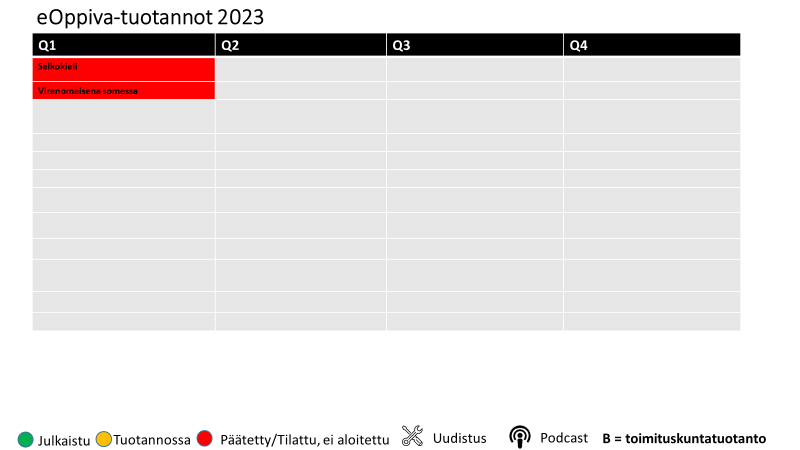 eOppiva-tuotannot 2023
Q1 Q2 Q3 Q4
Selkokieli
Viranomaisena somessa
Julkaistu Tuotannossa Päätetty/Tilattu, ei aloitettu Uudistus Podcast B = toimituskuntatuotanto